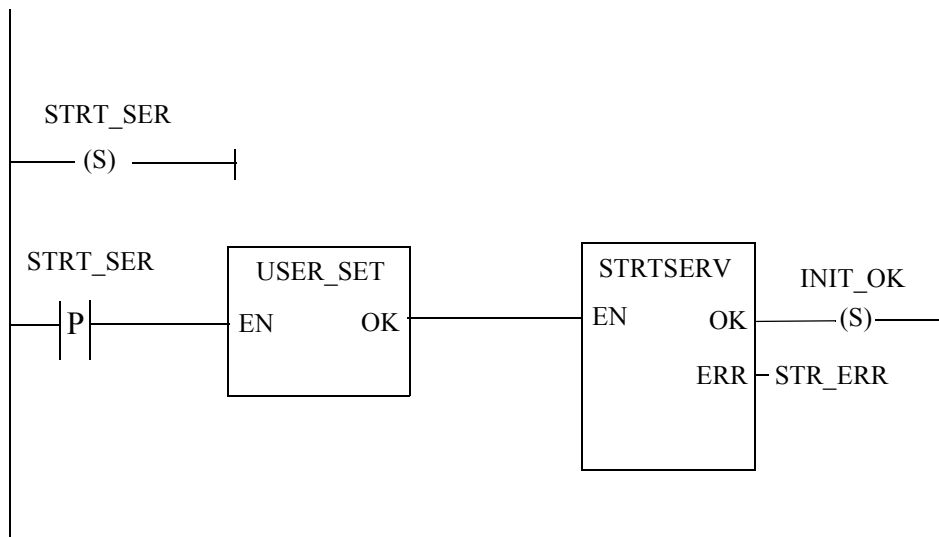 STRT_SER
(S)
STRT_SER
P
USER_SET
EN OK
STRTSERV
EN OK
ERR
INIT_OK
(S)
STR_ERR